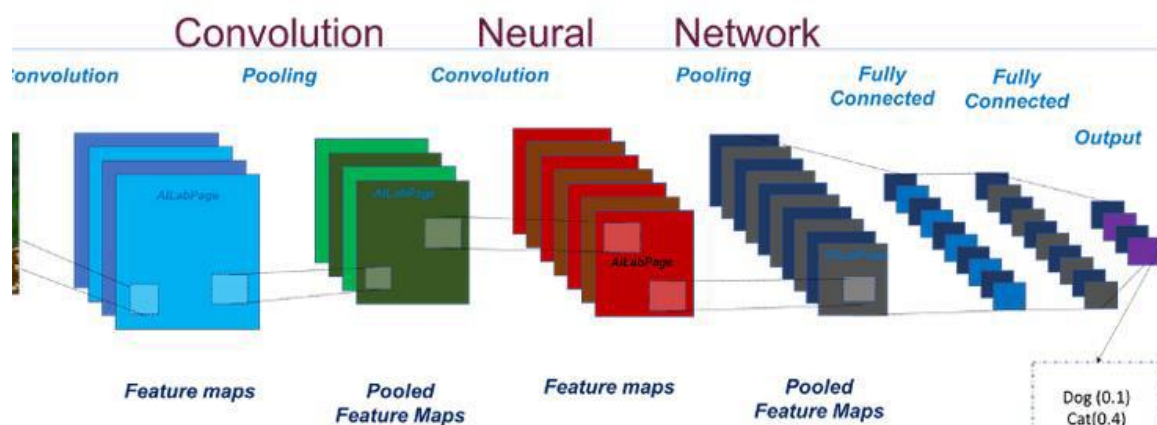 Convolution Neural Network
onvolution Pooling Convolution Pooling Fully Connected Fully Connected Output
AILabPage AILabPage AILabPage
Feature maps Pooled Feature Maps Feature maps Pooled Feature Maps
Dog (0.1)
Cat(0.4)